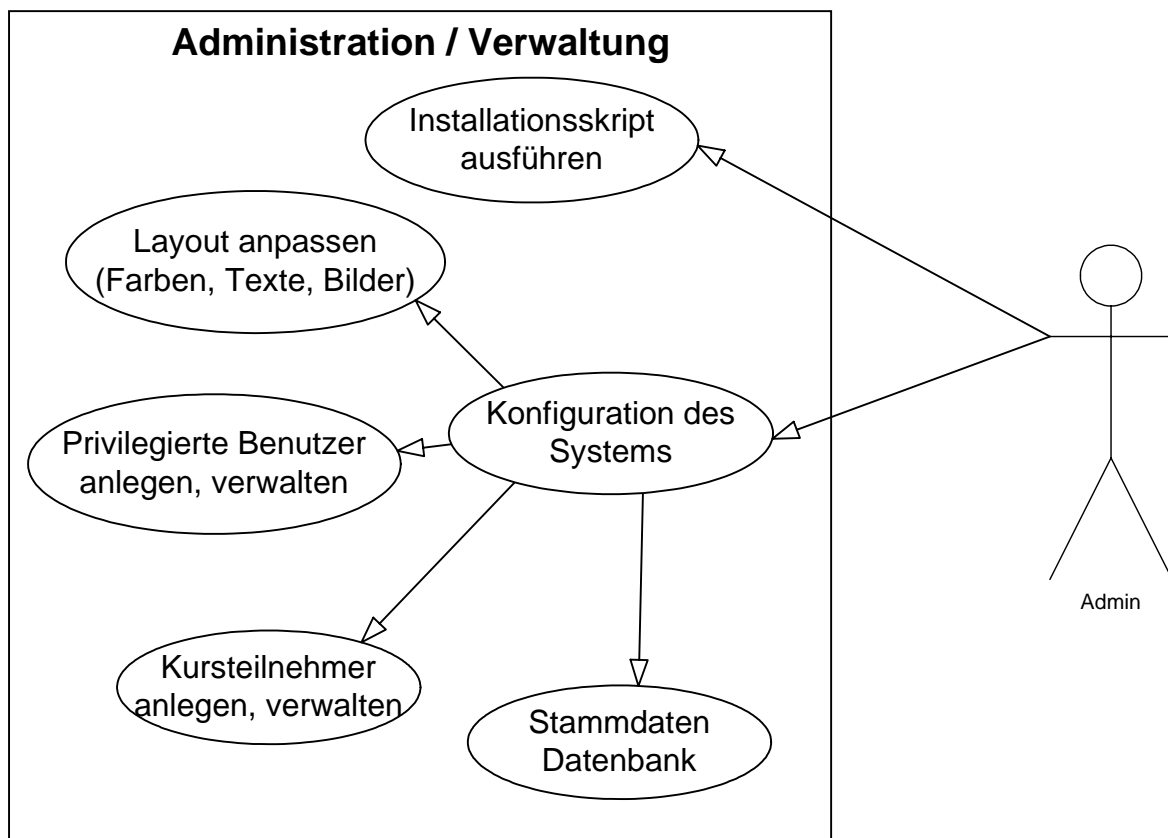 Administration / Verwaltung
Installationsskript
ausführen
Layout anpassen
(Farben, Texte, Bilder)
Konfiguration des
Systems
Privilegierte Benutzer
anlegen, verwalten
Admin
Kursteilnehmer
anlegen, verwalten
Stammdaten
Datenbank